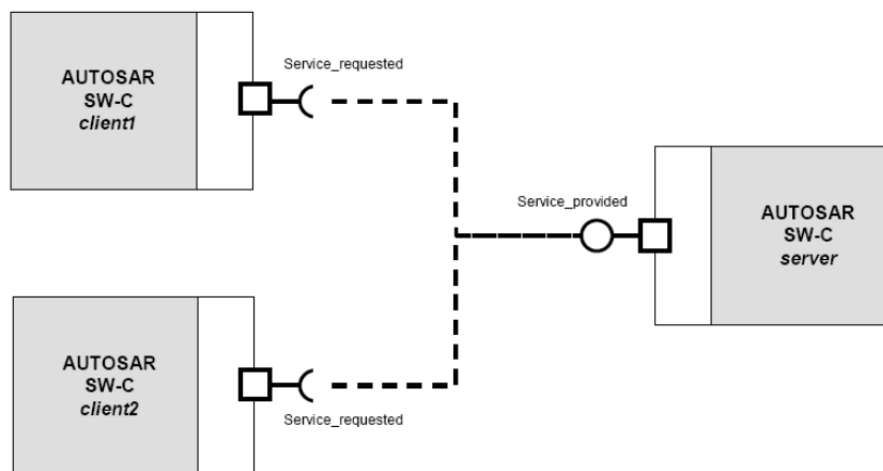 AUTOSAR
SW-C
client1
Service_requested
Service_provided
AUTOSAR
SW-C
server
AUTOSAR
SW-C
client2
Service_requested